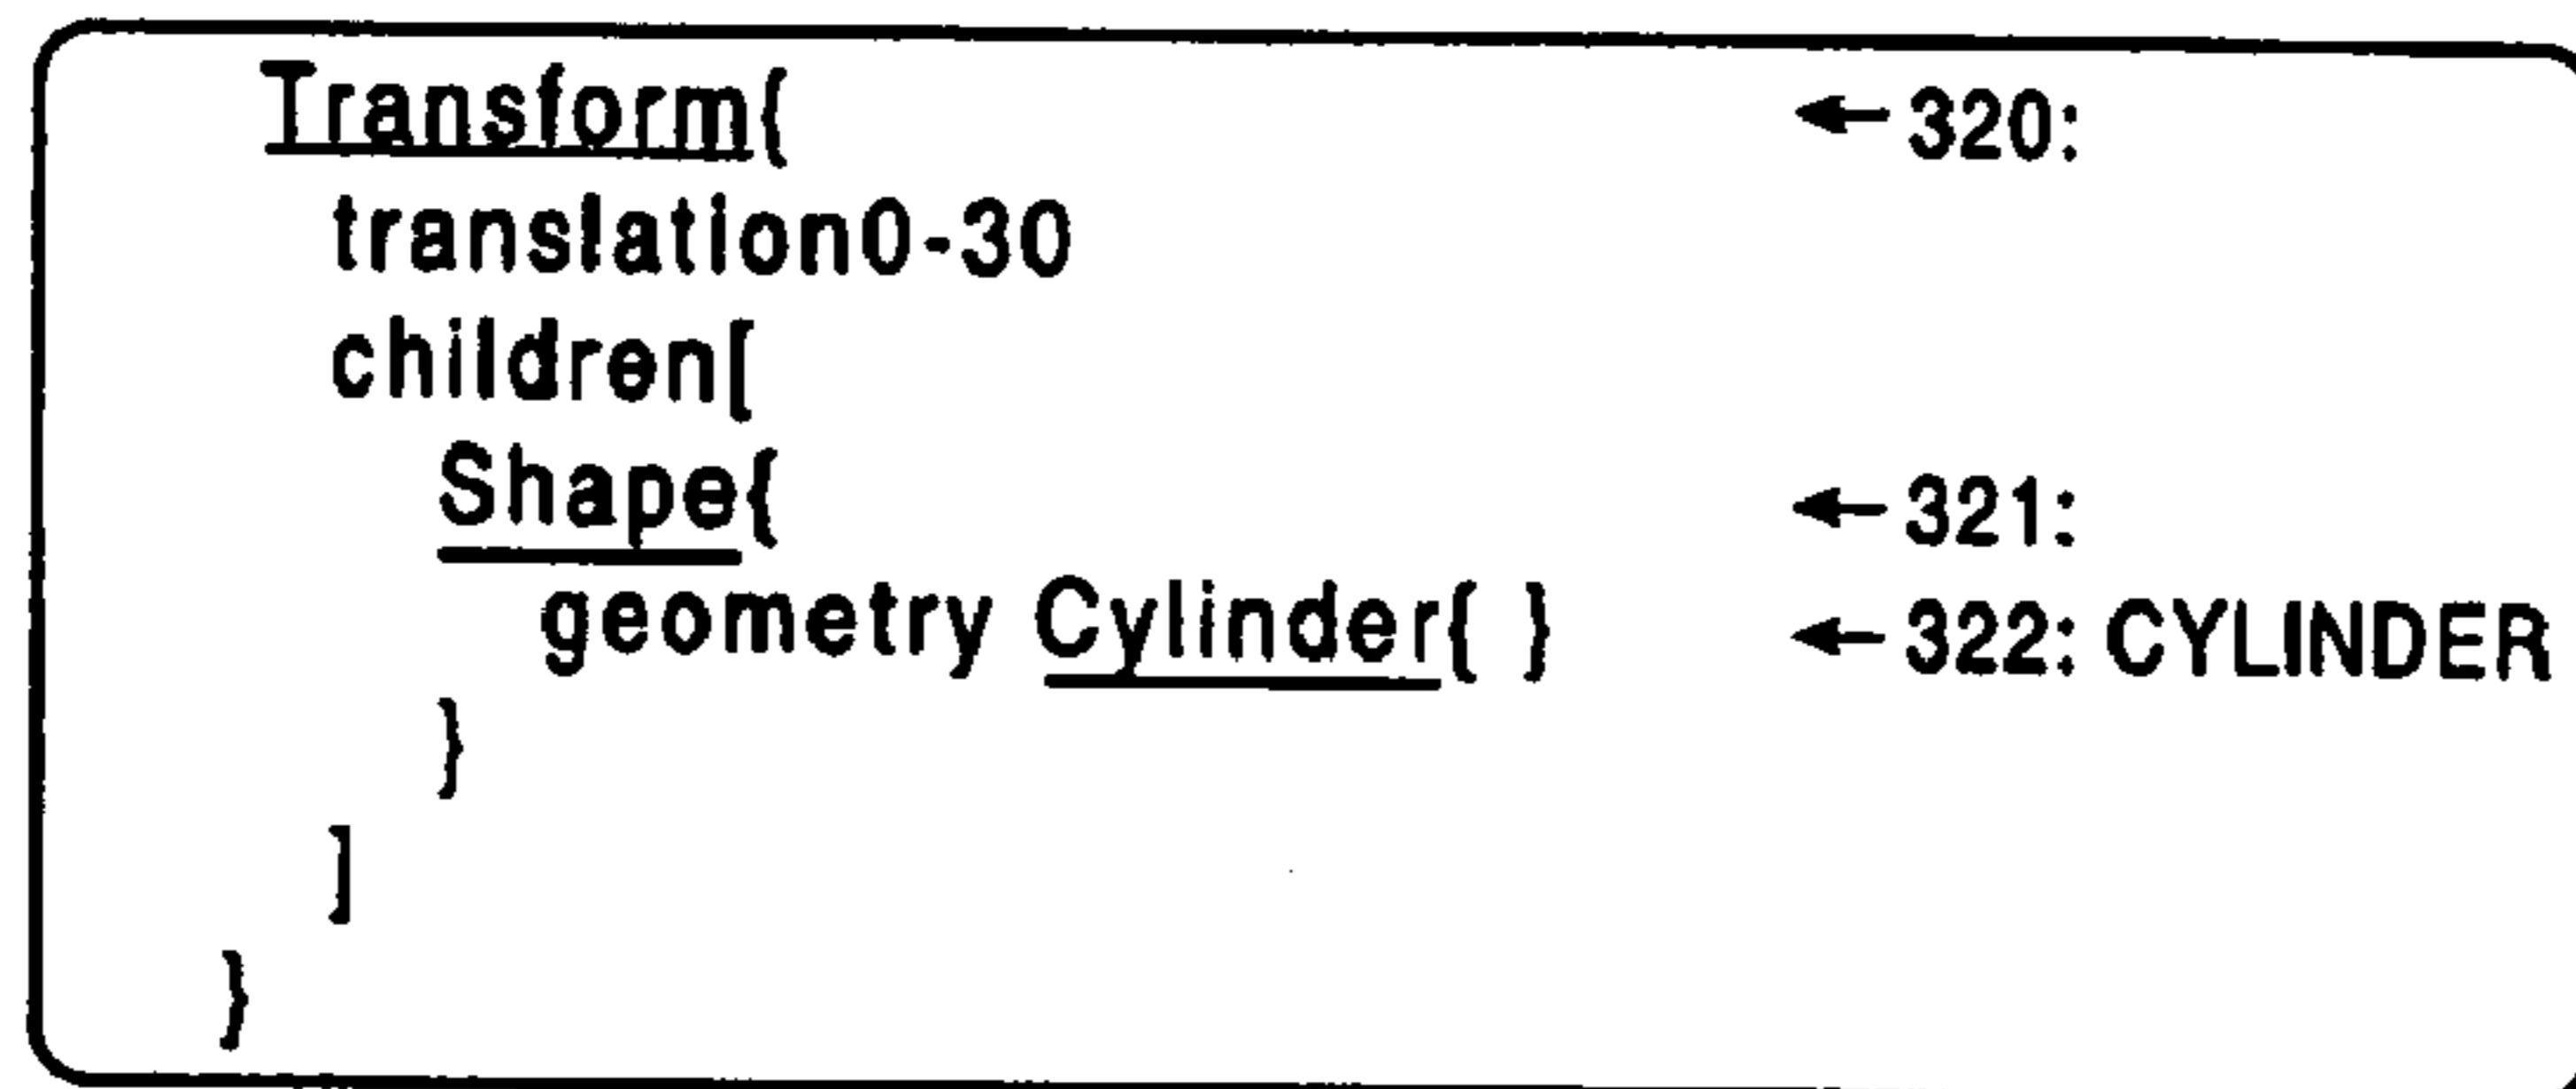 Transform{ ← 320:
translation0-30
children[
Shape{ ← 321:
geometry Cylinder{ } ← 322: CYLINDER
}
]
}